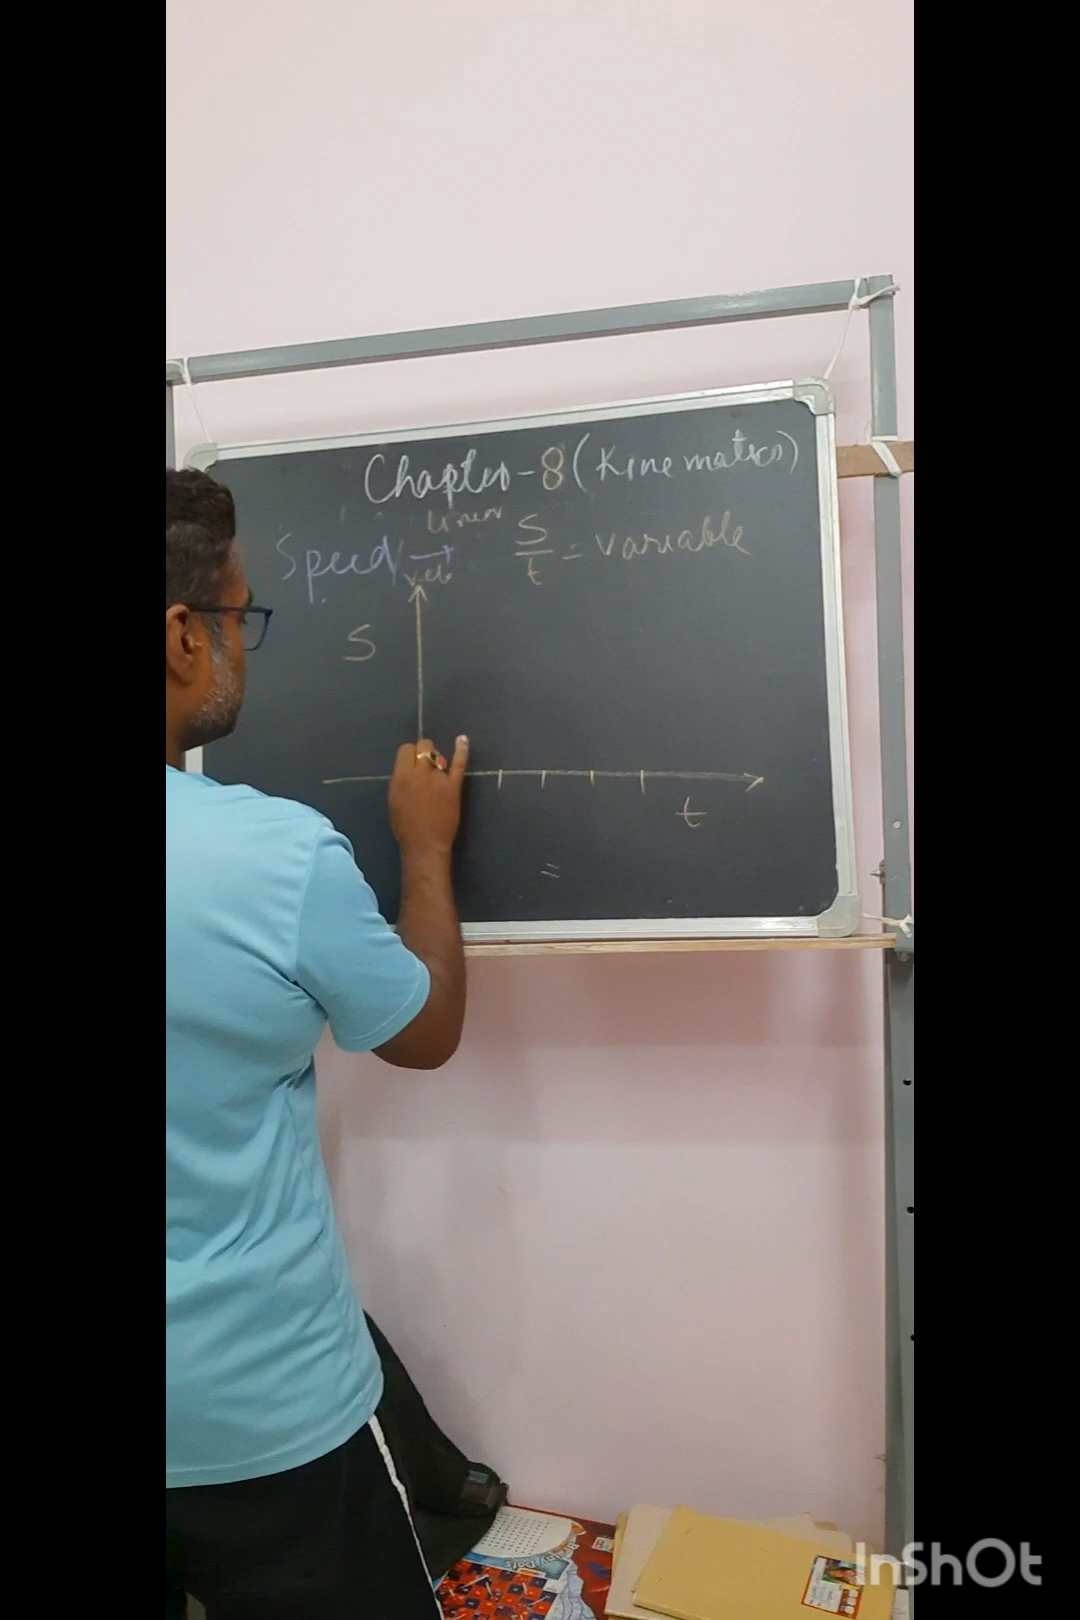 Chapter - 8 (Kinematics)
Speed → S/t = variable
linear
vel
S
t
=
InShOt